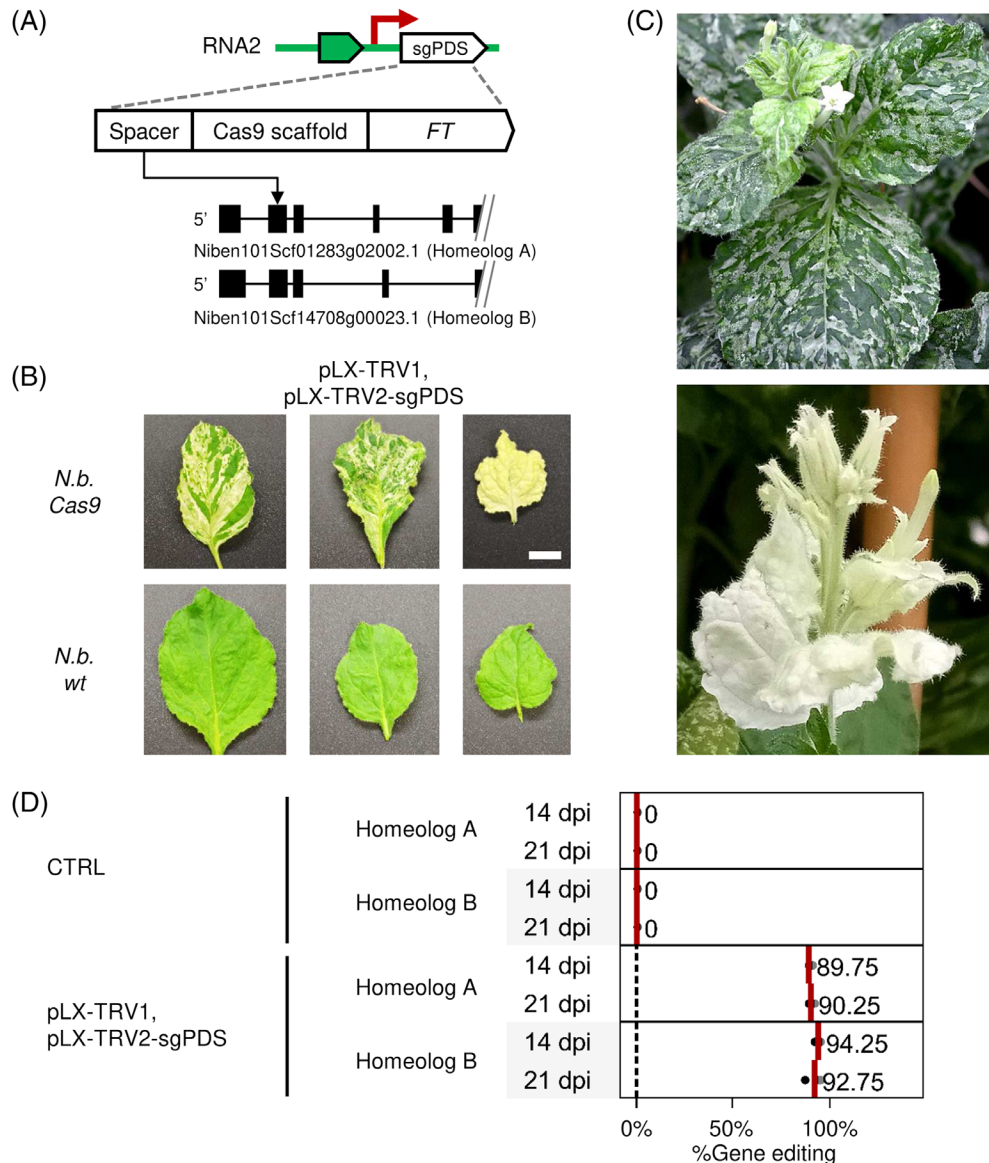 (A)
RNA2
sgPDS
Spacer
Cas9 scaffold
FT
5’
Niben101Scf01283g02002.1 (Homeolog A)
5’
Niben101Scf14708g00023.1 (Homeolog B)
(B)
pLX-TRV1,
pLX-TRV2-sgPDS
N.b.
Cas9
N.b.
wt
(C)
(D)
CTRL
Homeolog A
14 dpi
0
21 dpi
0
Homeolog B
14 dpi
0
21 dpi
0
pLX-TRV1,
pLX-TRV2-sgPDS
Homeolog A
14 dpi
89.75
21 dpi
90.25
Homeolog B
14 dpi
94.25
21 dpi
92.75
0%
50%
100%
%Gene editing